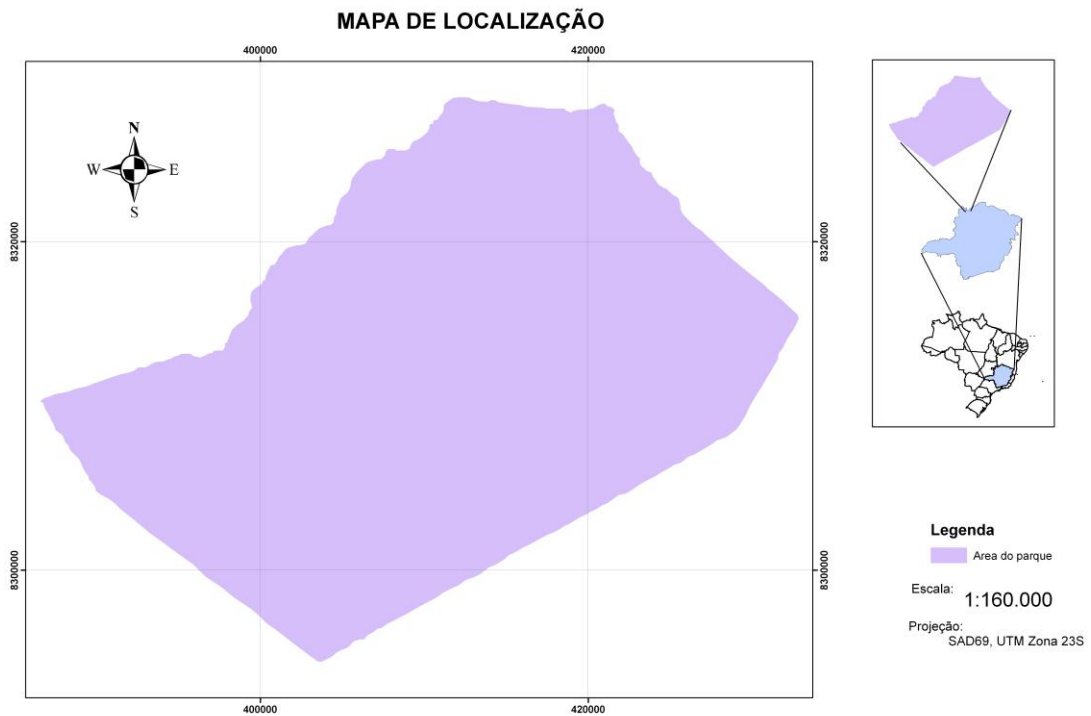 MAPA DE LOCALIZAÇÃO
400000
420000
N
W
E
S
8320000
8320000
8300000
8300000
400000
420000
Legenda
Area do parque
Escala: 1:160.000
Projeção:
SAD69, UTM Zona 23S